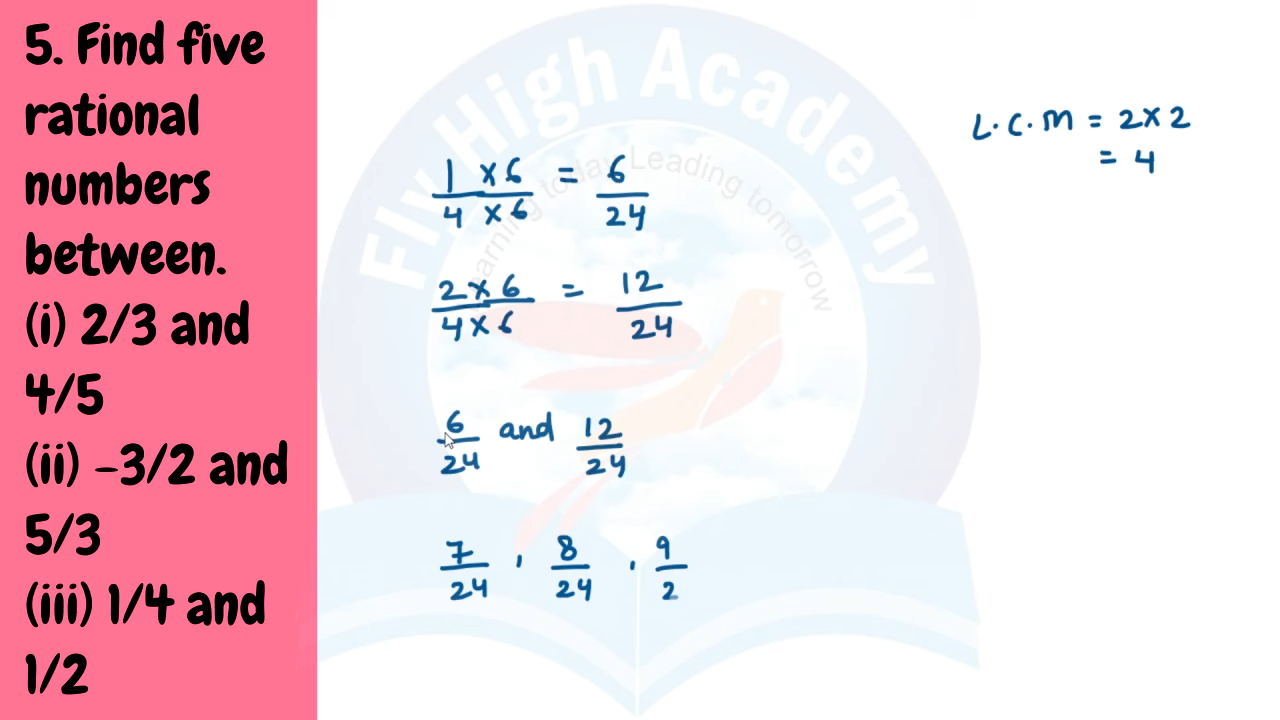 5. Find five
rational
numbers
between.
(i) 2/3 and
4/5
(ii) -3/2 and
5/3
(iii) 1/4 and
1/2
Fly High Academy
Learning today Leading tomorrow
L.C.M = 2×2
= 4
1 ×6 / 4 ×6 = 6/24
2×6 / 4×6 = 12/24
6/24 and 12/24
7/24 , 8/24 , 9/2